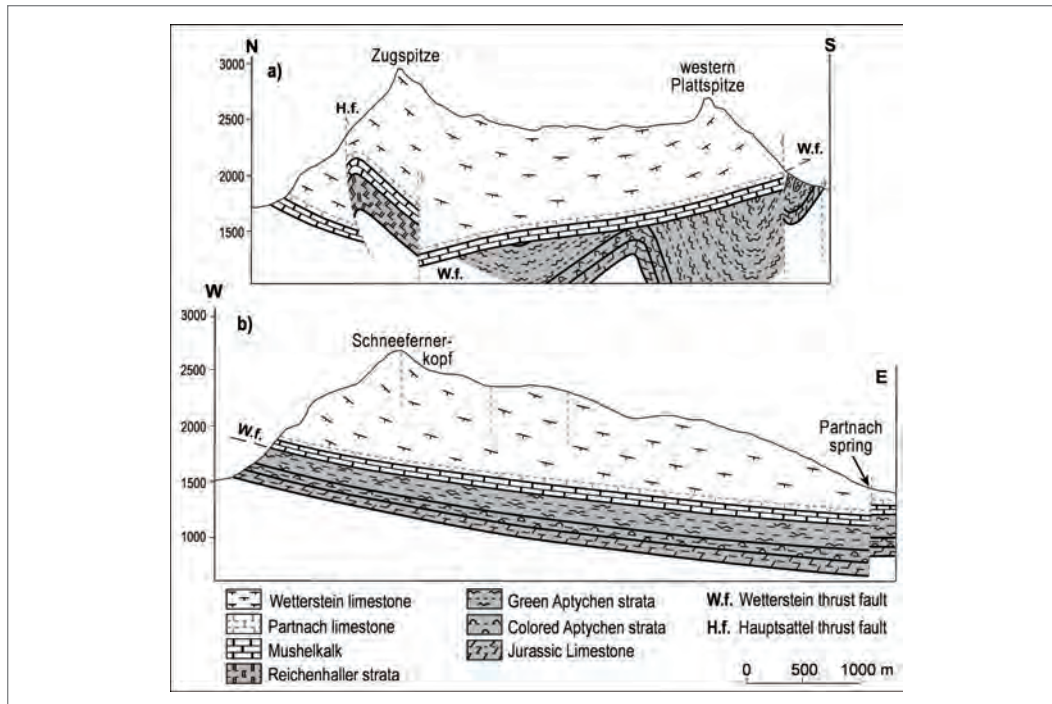 N
S
a)
Zugspitze
western
Plattspitze
3000
2500
2000
1500
H.f.
W.f.
W.f.
W
E
b)
Schneeferner-
kopf
Partnach
spring
3000
2500
2000
1500
1000
W.f.
Wetterstein limestone
Partnach limestone
Mushelkalk
Reichenhaller strata
Green Aptychen strata
Colored Aptychen strata
Jurassic Limestone
W.f. Wetterstein thrust fault
H.f. Hauptsattel thrust fault
0 500 1000 m